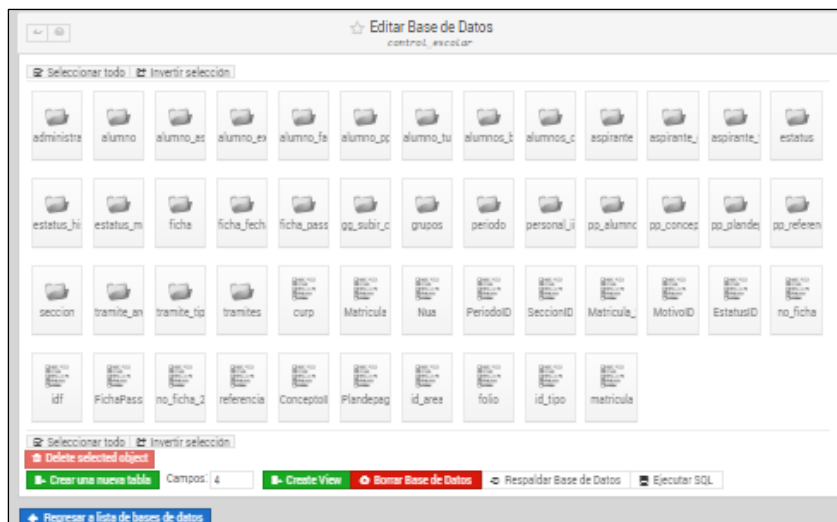 Editar Base de Datos
control_escolar
Seleccionar todo Invertir selección
administra alumno alumno_as alumno_ex alumno_fa alumno_pp alumno_tu alumnos_b alumnos_c aspirante aspirante_ aspirante_ estatus
estatus_hi estatus_m ficha ficha_fech ficha_pass gg_subir_c grupos periodo personal_ii pp_alumno pp_concep pp_plandep pp_referen
seccion tramite_an tramite_tip tramites curp Matricula Nua PeriodoID SeccionID Matricula_ MotivoID EstatusID no_ficha
idf FichaPass no_ficha_2 referencia ConceptoII Plandepag id_area folio id_tipo matricula
Seleccionar todo Invertir selección
Delete selected object
Crear una nueva tabla Campos: 4 Create View Borrar Base de Datos Respaldar Base de Datos Ejecutar SQL
Regresar a lista de bases de datos